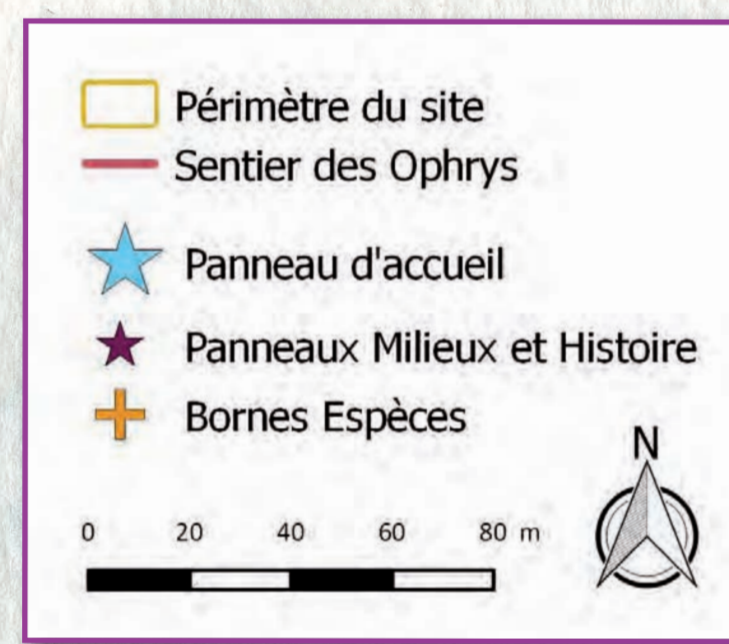 Périmètre du site
Sentier des Ophrys
Panneau d'accueil
Panneaux Milieux et Histoire
Bornes Espèces
N
0 20 40 60 80 m